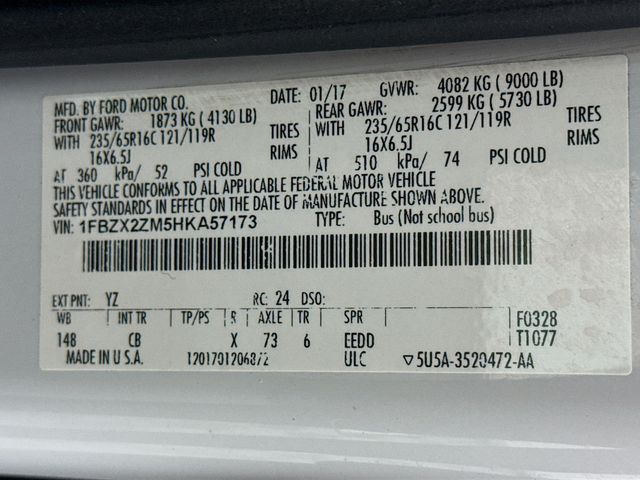 MFD. BY FORD MOTOR CO. DATE: 01/17 GVWR: 4082 KG ( 9000 LB)
FRONT GAWR: 1873 KG ( 4130 LB) REAR GAWR: 2599 KG ( 5730 LB)
WITH 235/65R16C 121/119R TIRES WITH 235/65R16C 121/119R TIRES
16X6.5J RIMS 16X6.5J RIMS
AT 360 kPa/ 52 PSI COLD AT 510 kPa/ 74 PSI COLD
THIS VEHICLE CONFORMS TO ALL APPLICABLE FEDERAL MOTOR VEHICLE
SAFETY STANDARDS IN EFFECT ON THE DATE OF MANUFACTURE SHOWN ABOVE.
VIN: 1FBZX2ZM5HKA57173 TYPE: Bus (Not school bus)
EXT PNT: YZ RC: 24 DSO:
WB INT TR TP/PS R AXLE TR SPR F0328
148 CB X 73 6 EEDD T1077
MADE IN U.S.A. 1201701206872 ULC ▽5U5A-3520472-AA